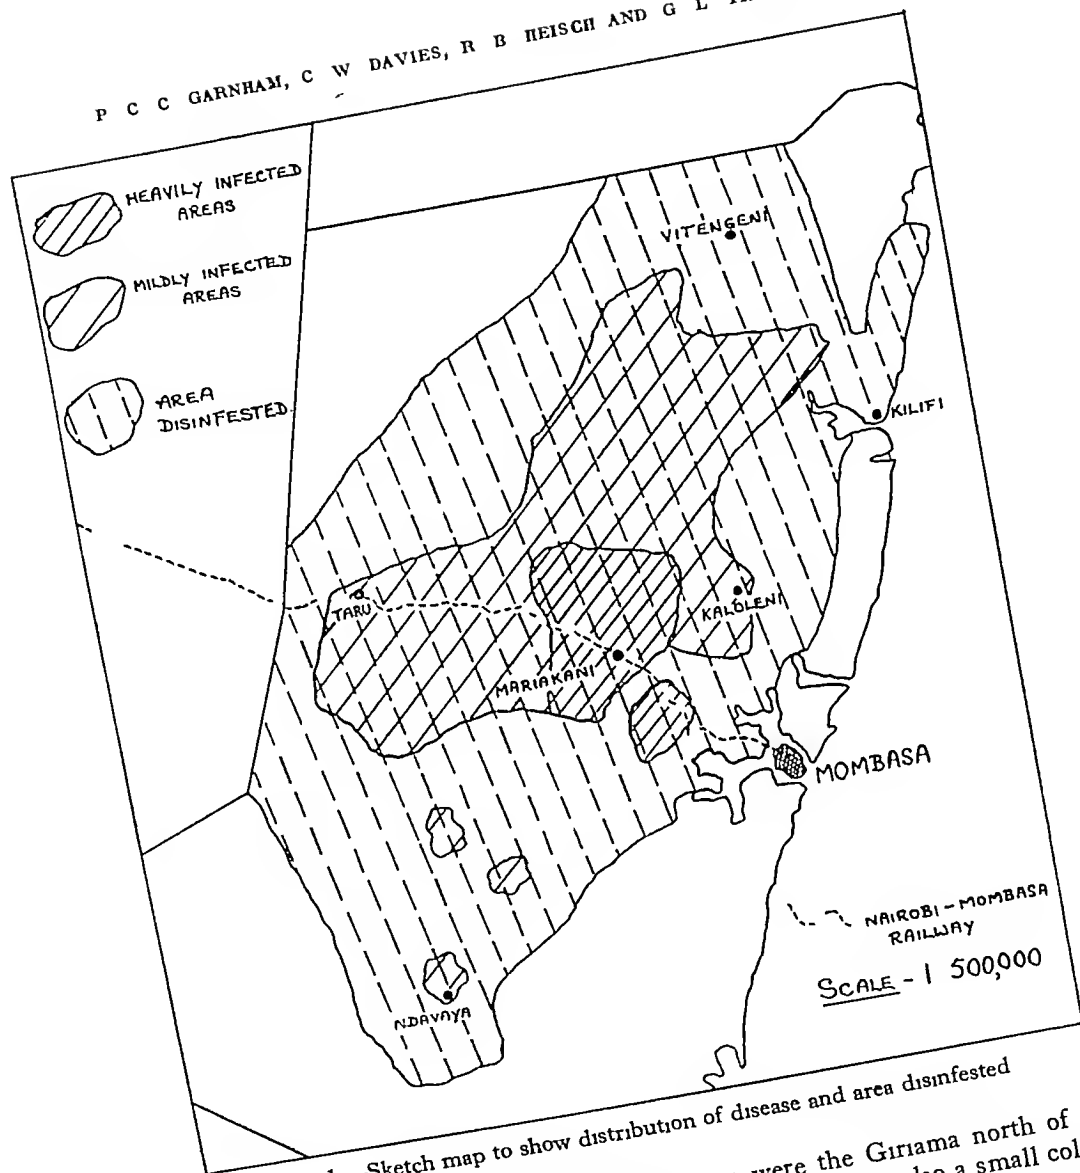 P C C GARNHAM, C W DAVIES, R B HEISCH AND G L
HEAVILY INFECTED
AREAS
MILDLY INFECTED
AREAS
AREA
DISINFESTED
VITENGENI
KILIFI
TARU
KALOLENI
MARIAKANI
MOMBASA
NDAVAYA
NAIROBI - MOMBASA
RAILWAY
SCALE - 1 500,000
Sketch map to show distribution of disease and area disinfested
were the Giriama north of
a small col